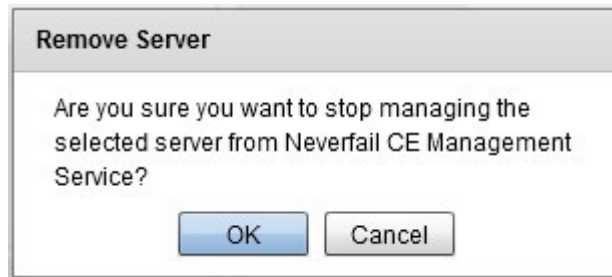 Remove Server
Are you sure you want to stop managing the
selected server from Neverfail CE Management
Service?
OK Cancel